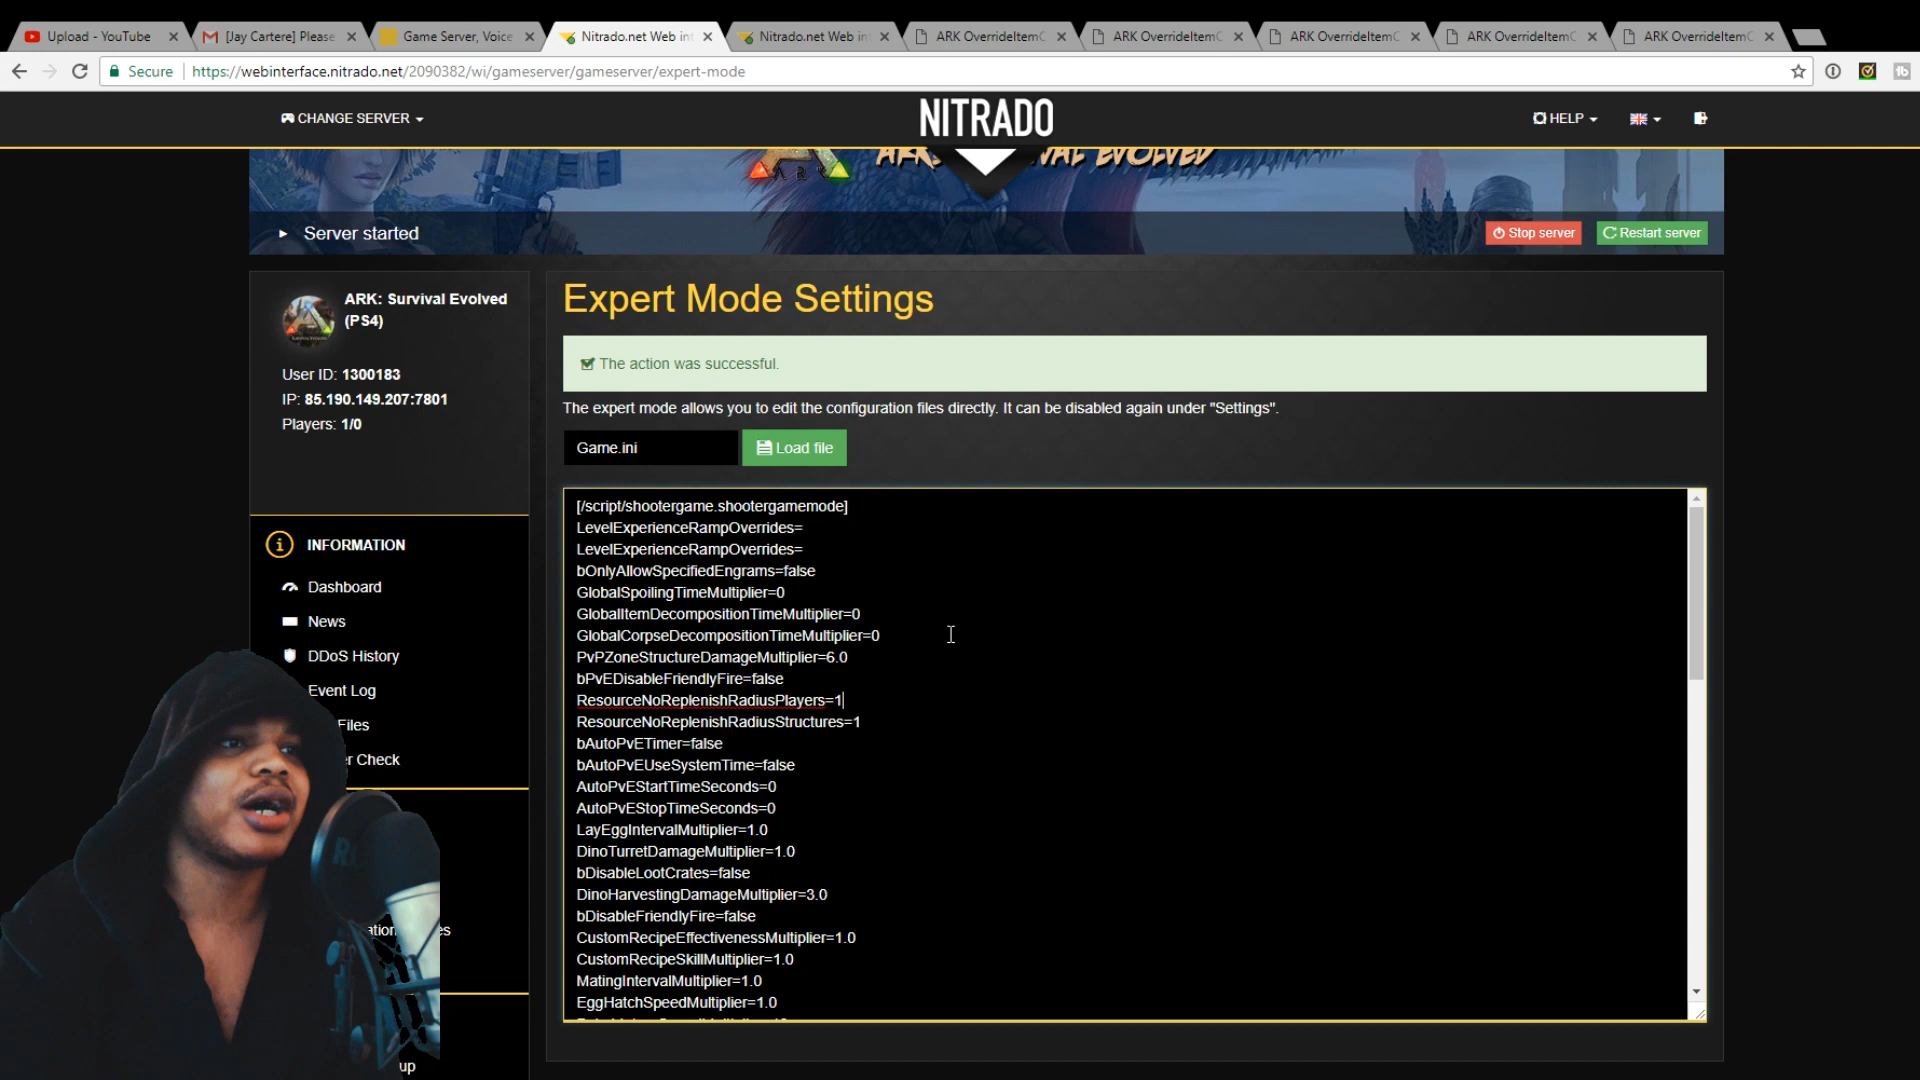 Upload - YouTube
[Jay Cartere] Please
Game Server, Voice
Nitrado.net Web int
Nitrado.net Web in
ARK OverrideItemC
ARK OverrideItemC
ARK OverrideItemC
ARK OverrideItemC
ARK OverrideItemC
Secure
https://webinterface.nitrado.net/2090382/wi/gameserver/gameserver/expert-mode
CHANGE SERVER
NITRADO
HELP
ARK
Server started
Stop server
Restart server
ARK: Survival Evolved
(PS4)
User ID: 1300183
IP: 85.190.149.207:7801
Players: 1/0
INFORMATION
Dashboard
News
DDoS History
Event Log
Files
r Check
es
up
Expert Mode Settings
The action was successful.
The expert mode allows you to edit the configuration files directly. It can be disabled again under "Settings".
Game.ini
Load file
[/script/shootergame.shootergamemode]
LevelExperienceRampOverrides=
LevelExperienceRampOverrides=
bOnlyAllowSpecifiedEngrams=false
GlobalSpoilingTimeMultiplier=0
GlobalItemDecompositionTimeMultiplier=0
GlobalCorpseDecompositionTimeMultiplier=0
PvPZoneStructureDamageMultiplier=6.0
bPvEDisableFriendlyFire=false
ResourceNoReplenishRadiusPlayers=1
ResourceNoReplenishRadiusStructures=1
bAutoPvETimer=false
bAutoPvEUseSystemTime=false
AutoPvEStartTimeSeconds=0
AutoPvEStopTimeSeconds=0
LayEggIntervalMultiplier=1.0
DinoTurretDamageMultiplier=1.0
bDisableLootCrates=false
DinoHarvestingDamageMultiplier=3.0
bDisableFriendlyFire=false
CustomRecipeEffectivenessMultiplier=1.0
CustomRecipeSkillMultiplier=1.0
MatingIntervalMultiplier=1.0
EggHatchSpeedMultiplier=1.0